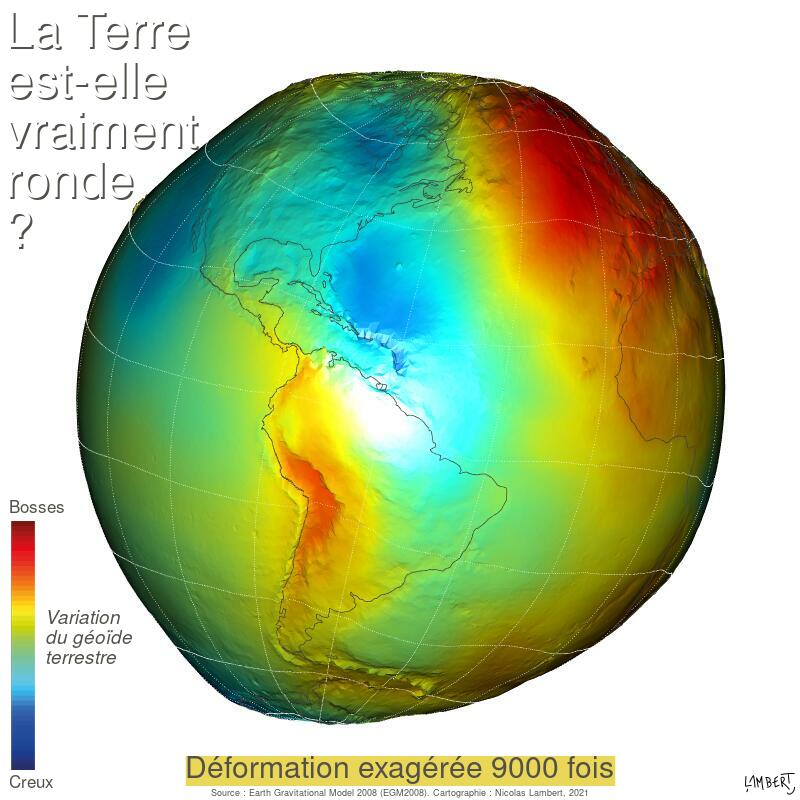 La Terre
est-elle
vraiment
ronde
?
Bosses
Variation
du géoïde
terrestre
Creux
Déformation exagérée 9000 fois
Source : Earth Gravitational Model 2008 (EGM2008). Cartographie : Nicolas Lambert, 2021
LAMBERT